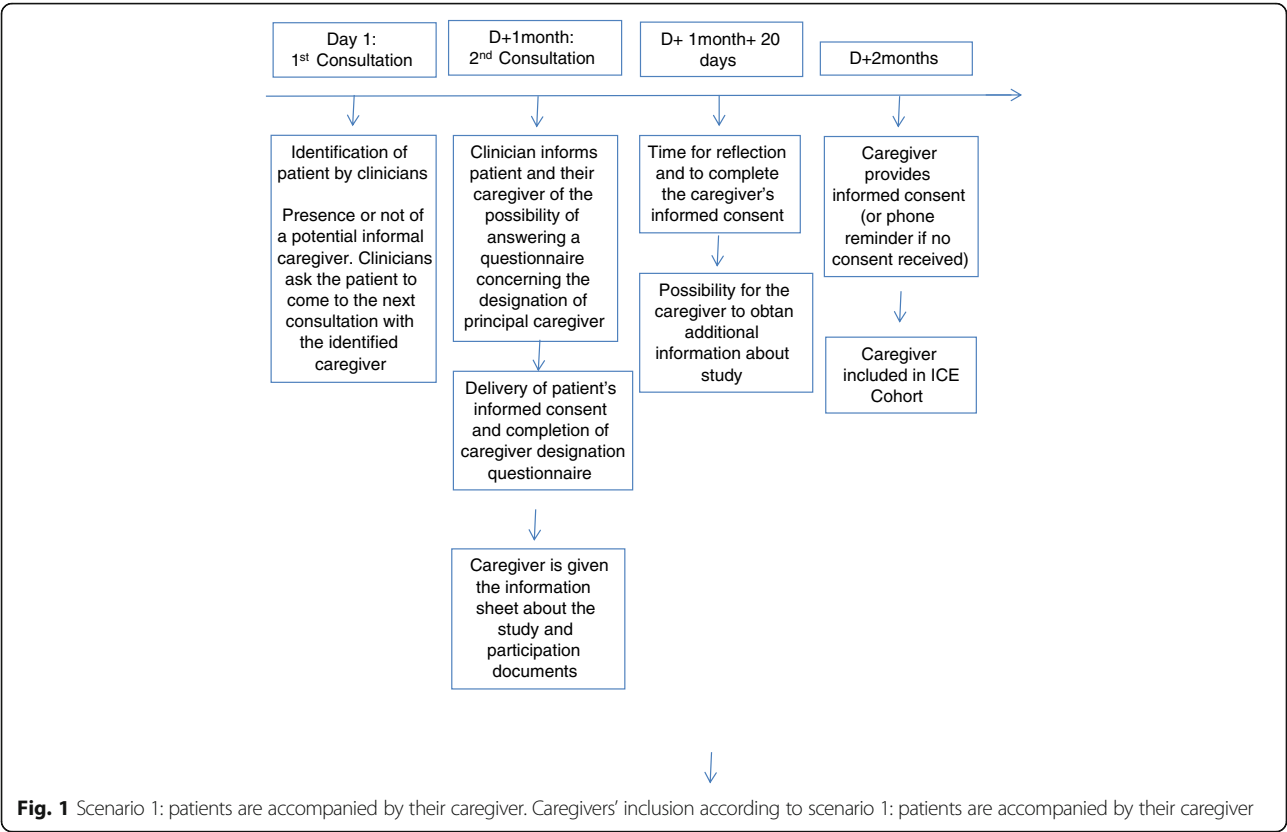 Day 1:
1st Consultation
D+1month:
2nd Consultation
D+ 1month+ 20
days
D+2months
Identification of
patient by clinicians
Presence or not of
a potential informal
caregiver. Clinicians
ask the patient to
come to the next
consultation with
the identified
caregiver
Clinician informs
patient and their
caregiver of the
possibility of
answering a
questionnaire
concerning the
designation of
principal caregiver
Delivery of patient's
informed consent
and completion of
caregiver designation
questionnaire
Caregiver is given
the information
sheet about the
study and
participation
documents
Time for reflection
and to complete
the caregiver's
informed consent
Possibility for the
caregiver to obtan
additional
information about
study
Caregiver
provides
informed consent
(or phone
reminder if no
consent received)
Caregiver
included in ICE
Cohort
Fig. 1 Scenario 1: patients are accompanied by their caregiver. Caregivers' inclusion according to scenario 1: patients are accompanied by their caregiver